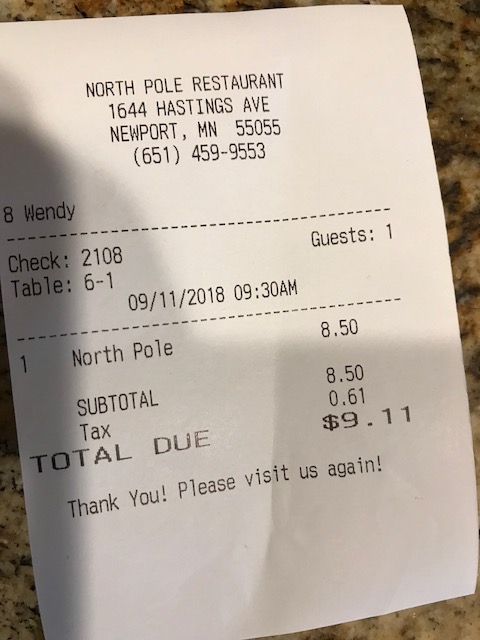 NORTH POLE RESTAURANT
1644 HASTINGS AVE
NEWPORT, MN 55055
(651) 459-9553
8 Wendy
Check: 2108 Guests: 1
Table: 6-1
09/11/2018 09:30AM
1 North Pole 8.50
SUBTOTAL 8.50
Tax 0.61
TOTAL DUE $9.11
Thank You! Please visit us again!